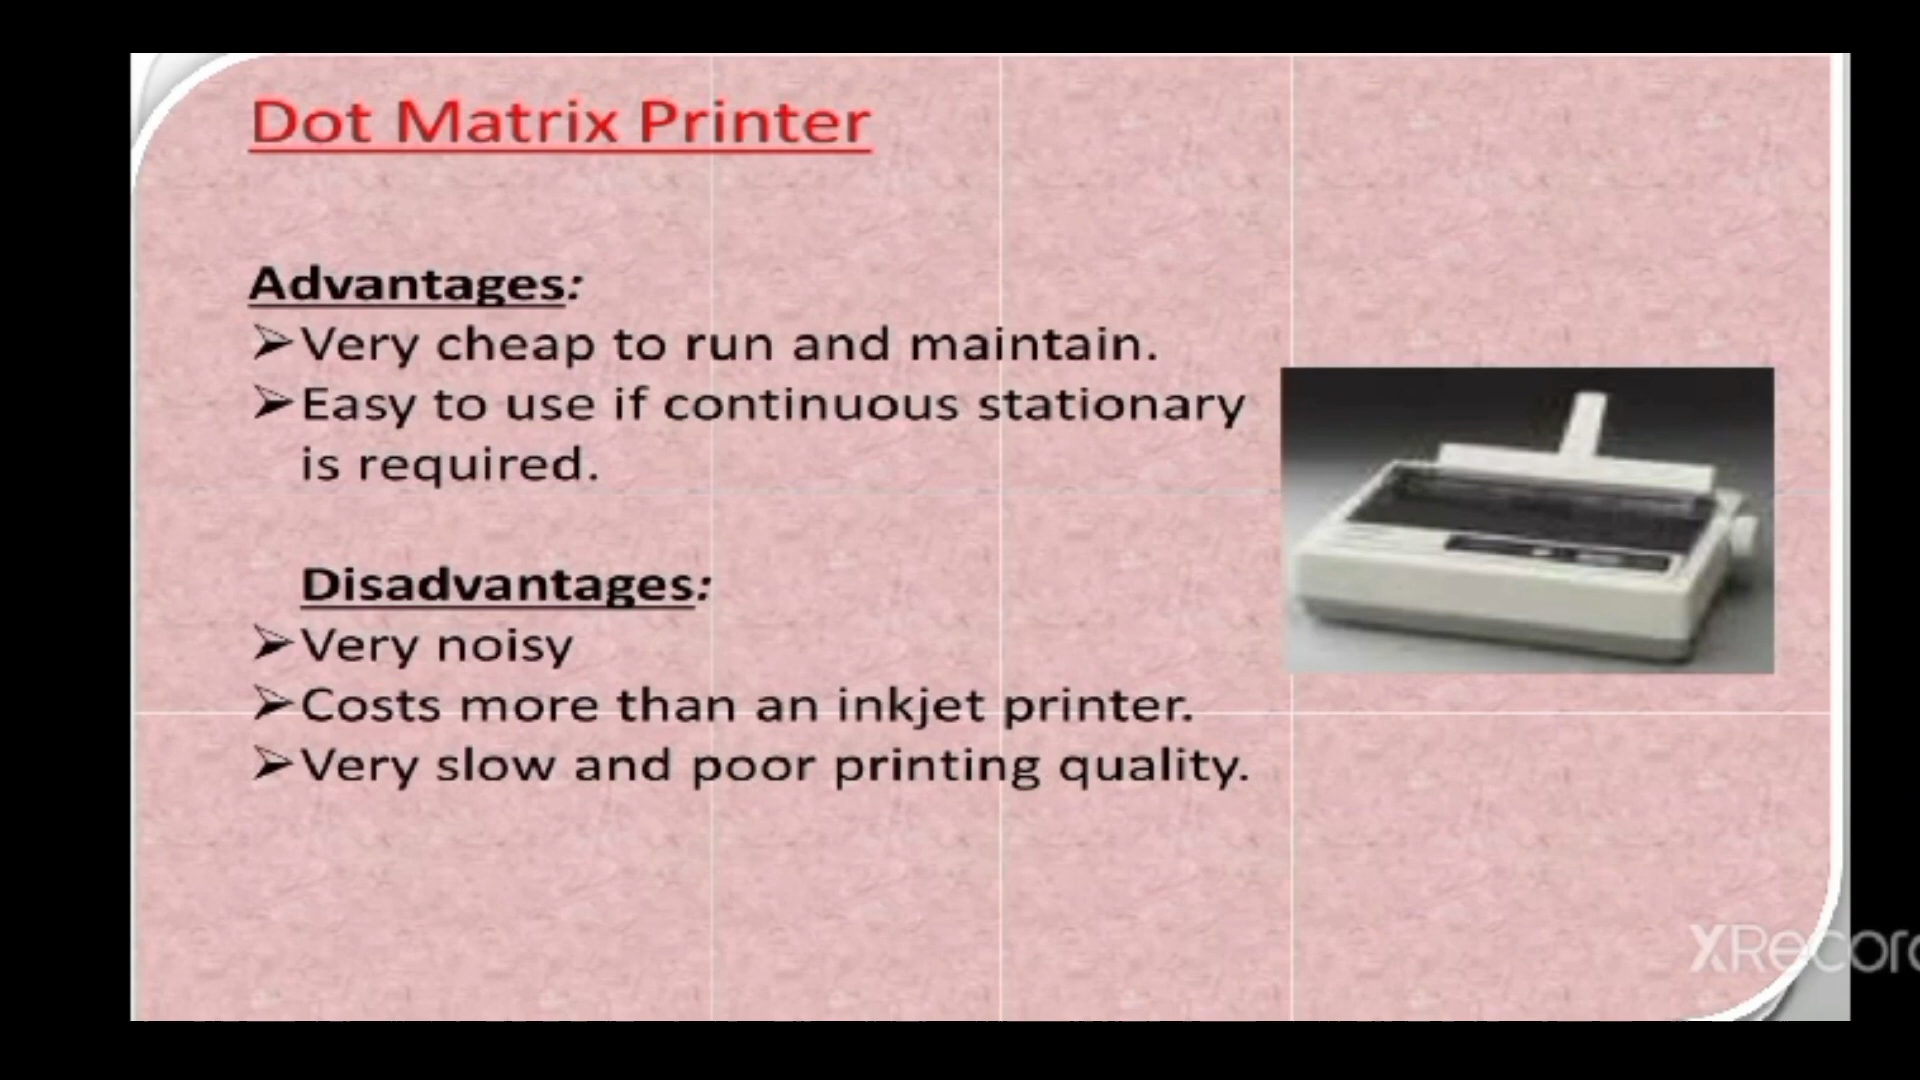 Dot Matrix Printer
Advantages:
➢Very cheap to run and maintain.
➢Easy to use if continuous stationary
is required.
Disadvantages:
➢Very noisy
➢Costs more than an inkjet printer.
➢Very slow and poor printing quality.
XRecor